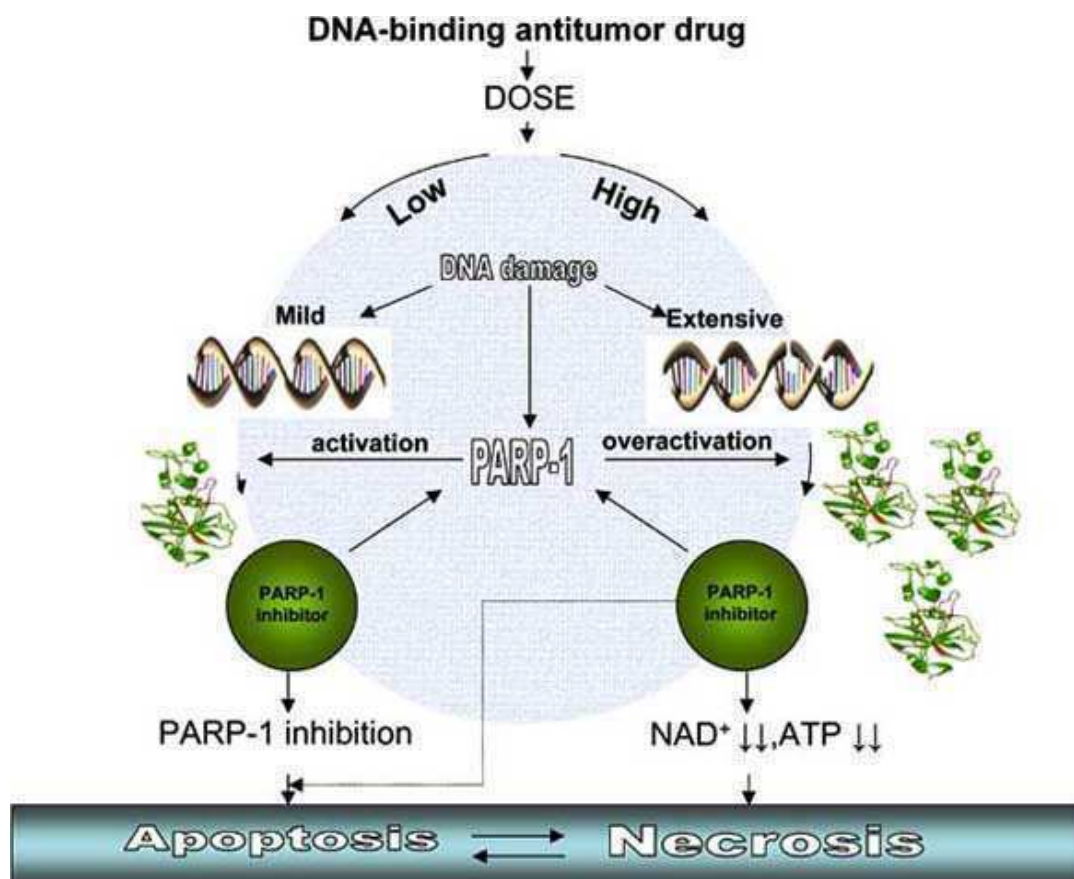 DNA-binding antitumor drug
DOSE
Low
High
DNA damage
Mild
Extensive
activation
PARP-1
overactivation
PARP-1
inhibitor
PARP-1
inhibitor
PARP-1 inhibition
NAD⁺ ↓↓,ATP ↓↓
Apoptosis
Necrosis